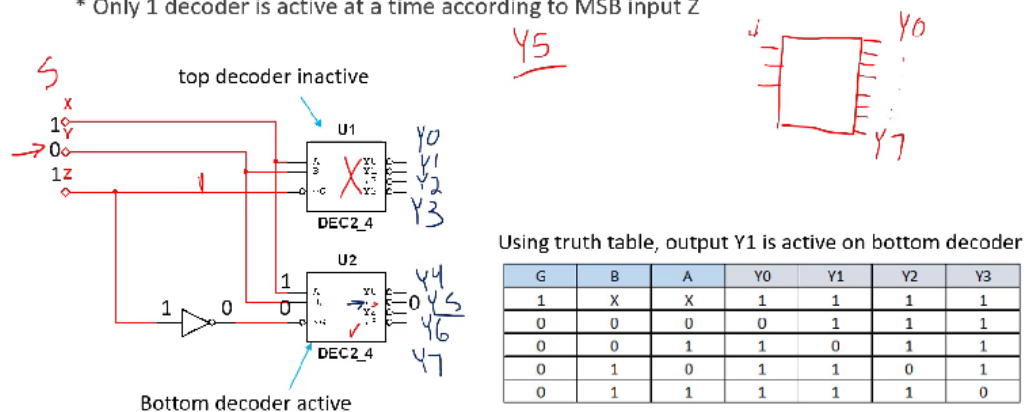 * Only 1 decoder is active at a time according to MSB input Z
Y5
Y0
Y7
5
top decoder inactive
X
1
Y
0
1 Z
1
U1
X
Y0
Y1
Y2
Y3
DEC2_4
U2
1
0
1 0
0
Y4
Y5
Y6
Y7
DEC2_4
Bottom decoder active
Using truth table, output Y1 is active on bottom decoder
G B A Y0 Y1 Y2 Y3
1 X X 1 1 1 1
0 0 0 0 1 1 1
0 0 1 1 0 1 1
0 1 0 1 1 0 1
0 1 1 1 1 1 0